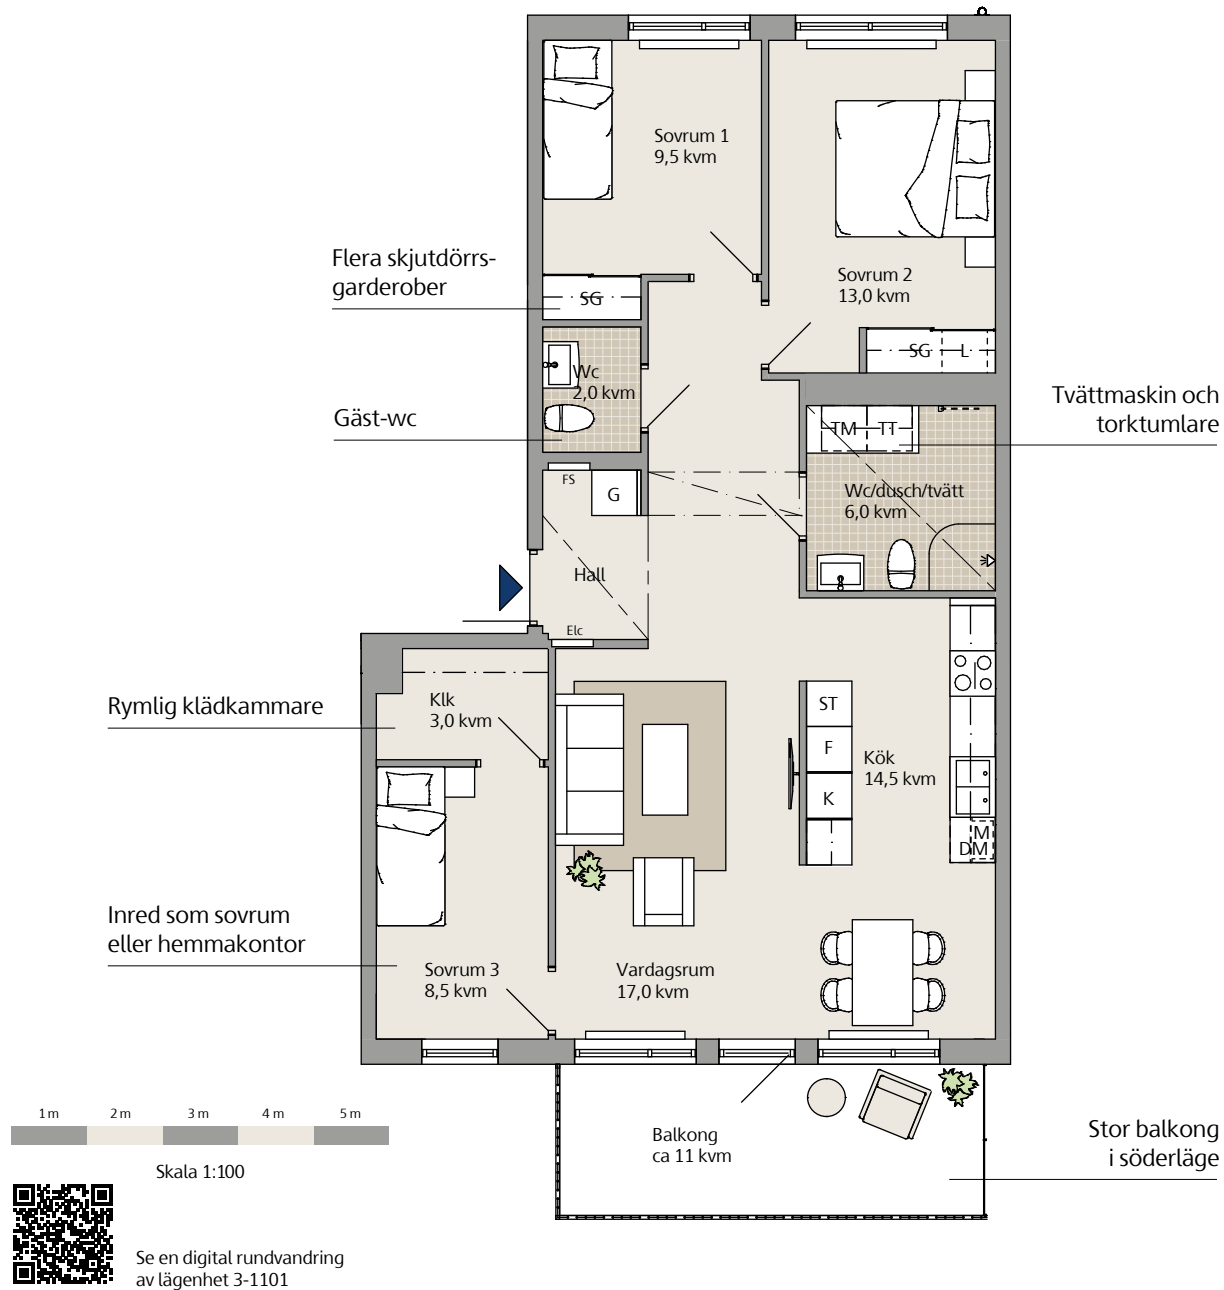 Sovrum 1
9,5 kvm
Flera skjutdörrs-
garderober
Sovrum 2
13,0 kvm
SG
SG
L
Wc
2,0 kvm
Gäst-wc
Tvättmaskin och
torktumlare
TM
TT
FS
G
Wc/dusch/tvätt
6,0 kvm
Hall
Elc
Rymlig klädkammare
Klk
3,0 kvm
ST
F
K
Kök
14,5 kvm
M
DM
Inred som sovrum
eller hemmakontor
Sovrum 3
8,5 kvm
Vardagsrum
17,0 kvm
1 m
2 m
3 m
4 m
5 m
Skala 1:100
Balkong
ca 11 kvm
Stor balkong
i söderläge
Se en digital rundvandring
av lägenhet 3-1101